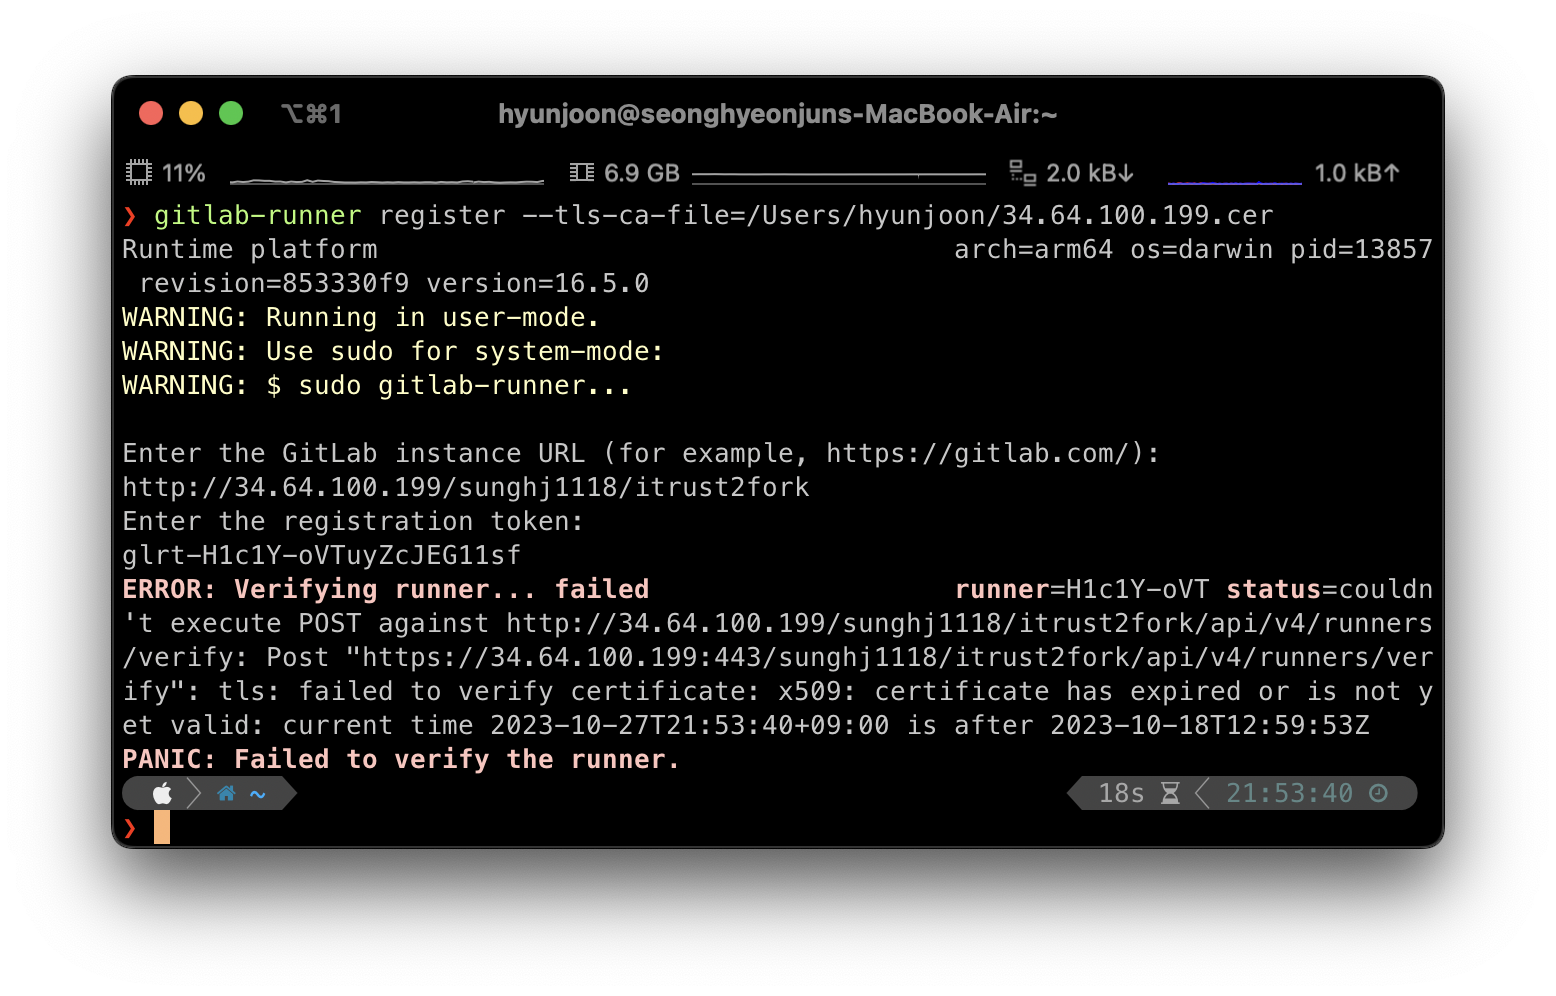 ⌥⌘1 hyunjoon@seonghyeonjuns-MacBook-Air:~
11% 6.9 GB 2.0 kB↓ 1.0 kB↑
❯ gitlab-runner register --tls-ca-file=/Users/hyunjoon/34.64.100.199.cer
Runtime platform arch=arm64 os=darwin pid=13857
revision=853330f9 version=16.5.0
WARNING: Running in user-mode.
WARNING: Use sudo for system-mode:
WARNING: $ sudo gitlab-runner...
Enter the GitLab instance URL (for example, https://gitlab.com/):
http://34.64.100.199/sunghj1118/itrust2fork
Enter the registration token:
glrt-H1c1Y-oVTuyZcJEG11sf
ERROR: Verifying runner... failed runner=H1c1Y-oVT status=couldn
't execute POST against http://34.64.100.199/sunghj1118/itrust2fork/api/v4/runners
/verify: Post "https://34.64.100.199:443/sunghj1118/itrust2fork/api/v4/runners/ver
ify": tls: failed to verify certificate: x509: certificate has expired or is not y
et valid: current time 2023-10-27T21:53:40+09:00 is after 2023-10-18T12:59:53Z
PANIC: Failed to verify the runner.
~ 18s 21:53:40
❯